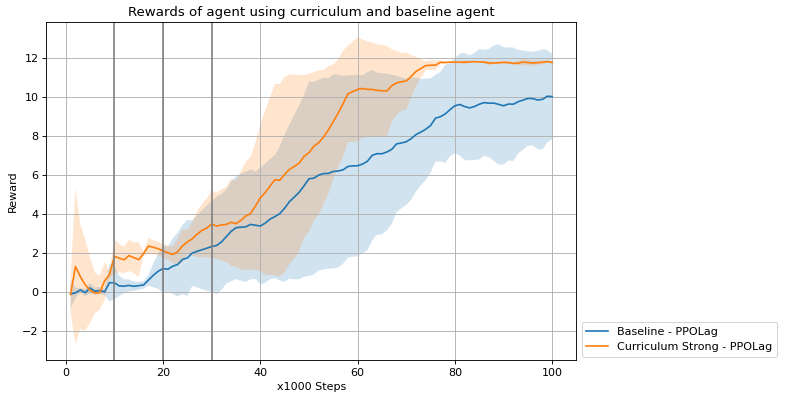 Rewards of agent using curriculum and baseline agent
12
10
8
6
4
2
0
−2
Reward
0
20
40
60
80
100
x1000 Steps
Baseline - PPOLag
Curriculum Strong - PPOLag